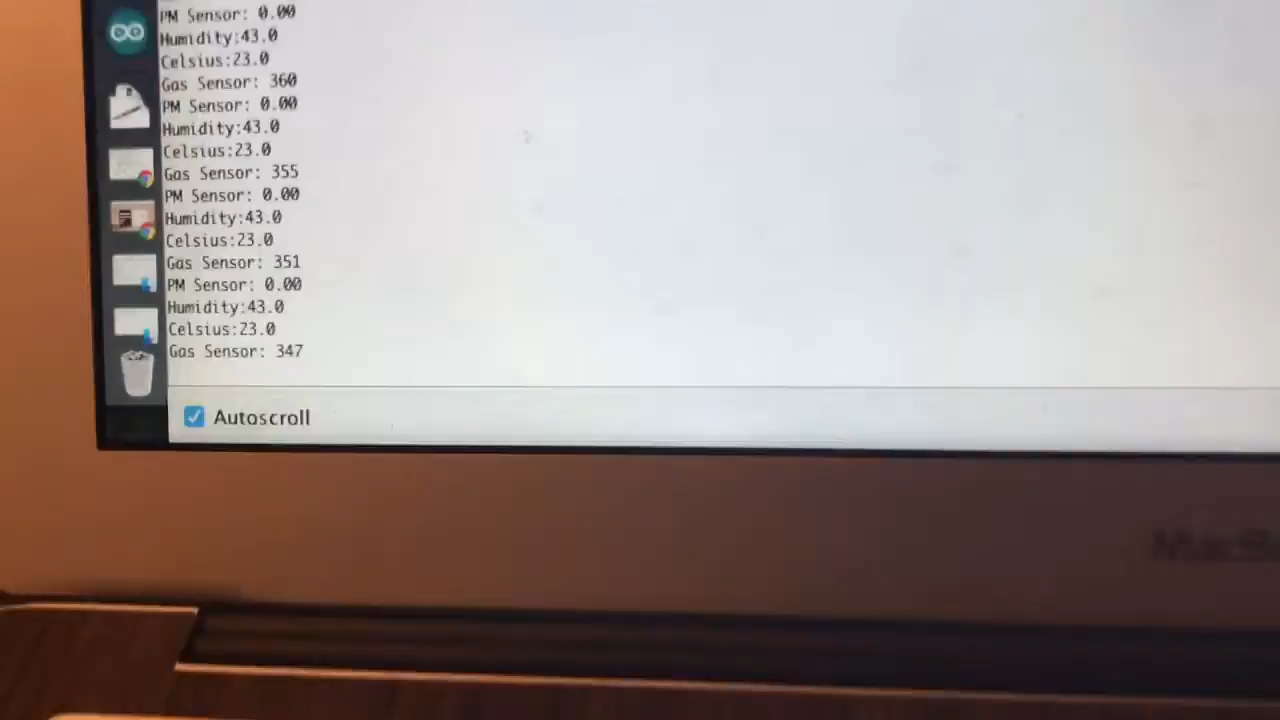 PM Sensor: 0.00
Humidity:43.0
Celsius:23.0
Gas Sensor: 360
PM Sensor: 0.00
Humidity:43.0
Celsius:23.0
Gas Sensor: 355
PM Sensor: 0.00
Humidity:43.0
Celsius:23.0
Gas Sensor: 351
PM Sensor: 0.00
Humidity:43.0
Celsius:23.0
Gas Sensor: 347
Autoscroll